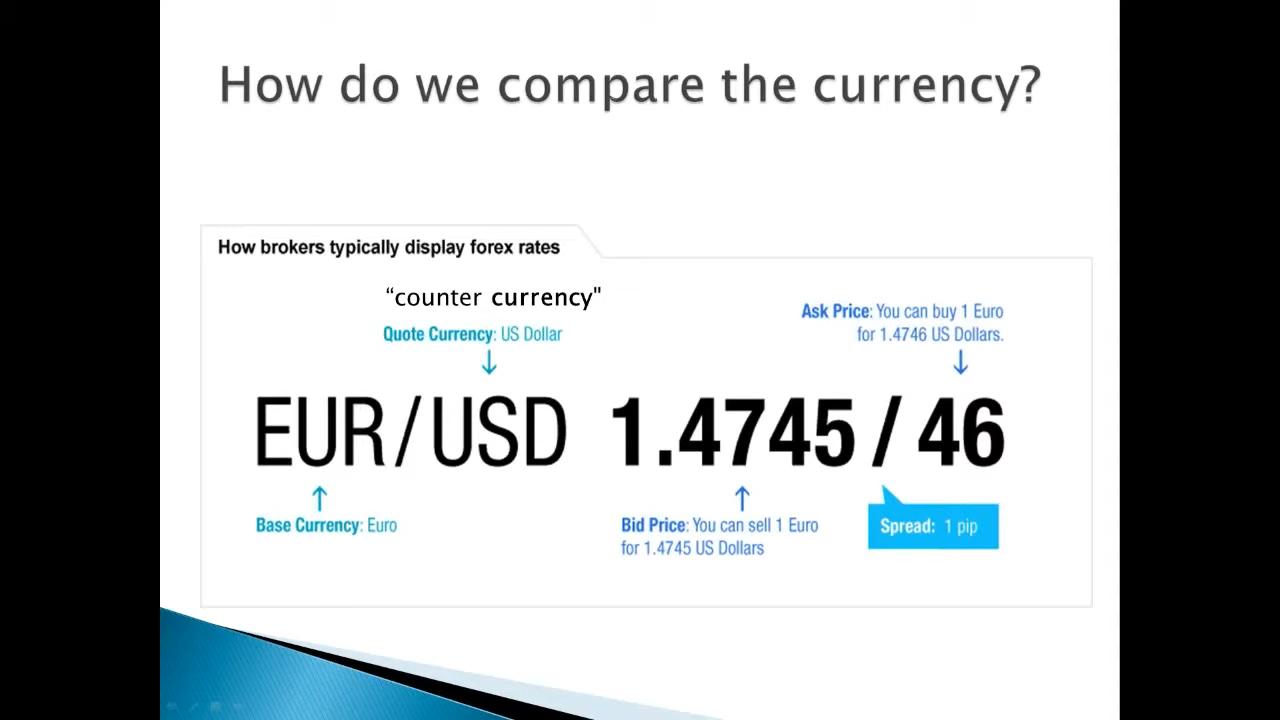 How do we compare the currency?
How brokers typically display forex rates
“counter currency"
Quote Currency: US Dollar
Ask Price: You can buy 1 Euro
for 1.4746 US Dollars.
EUR/USD 1.4745 / 46
Base Currency: Euro
Bid Price: You can sell 1 Euro
for 1.4745 US Dollars
Spread: 1 pip